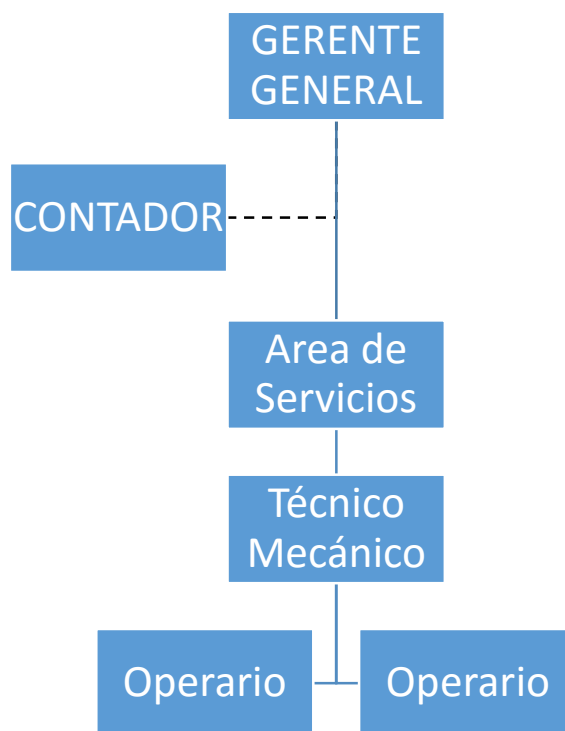 GERENTE
GENERAL
CONTADOR
Area de
Servicios
Técnico
Mecánico
Operario
Operario